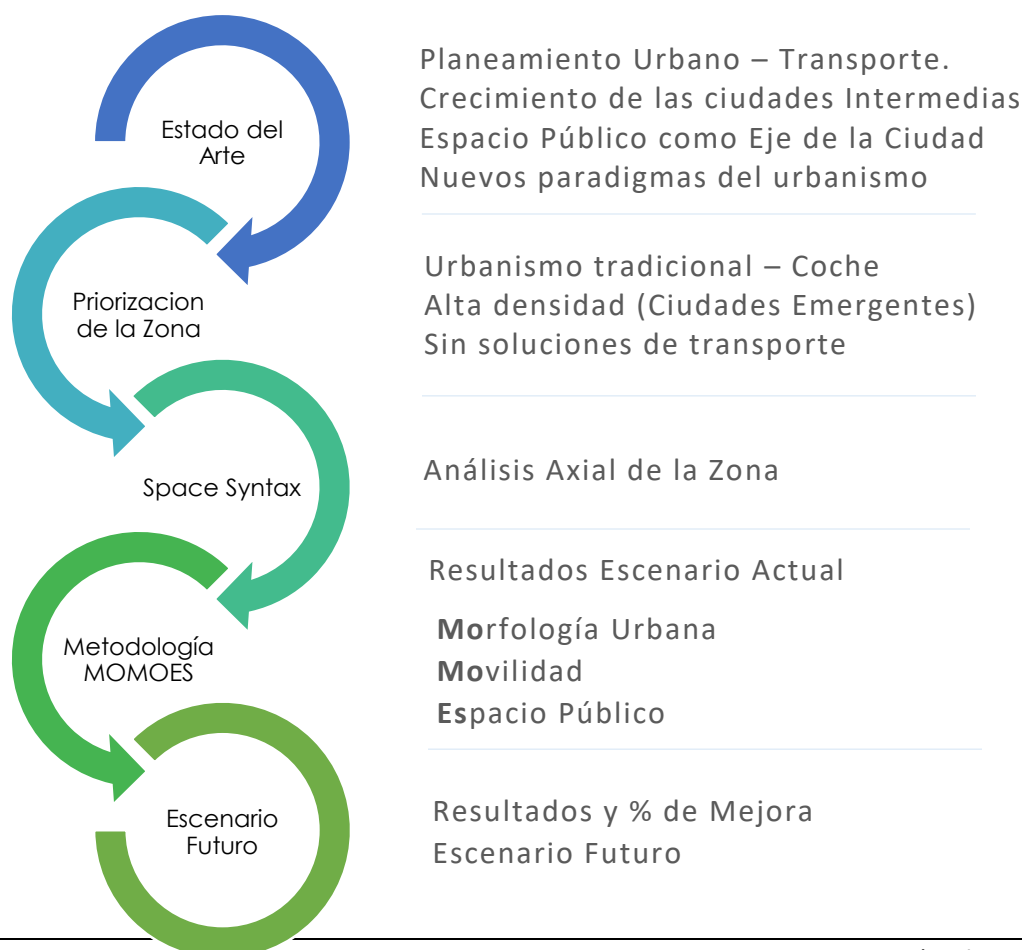 Estado del
Arte
Planeamiento Urbano – Transporte.
Crecimiento de las ciudades Intermedias
Espacio Público como Eje de la Ciudad
Nuevos paradigmas del urbanismo
Priorizacion
de la Zona
Urbanismo tradicional – Coche
Alta densidad (Ciudades Emergentes)
Sin soluciones de transporte
Space Syntax
Análisis Axial de la Zona
Metodología
MOMOES
Resultados Escenario Actual
Morfología Urbana
Movilidad
Espacio Público
Escenario
Futuro
Resultados y % de Mejora
Escenario Futuro